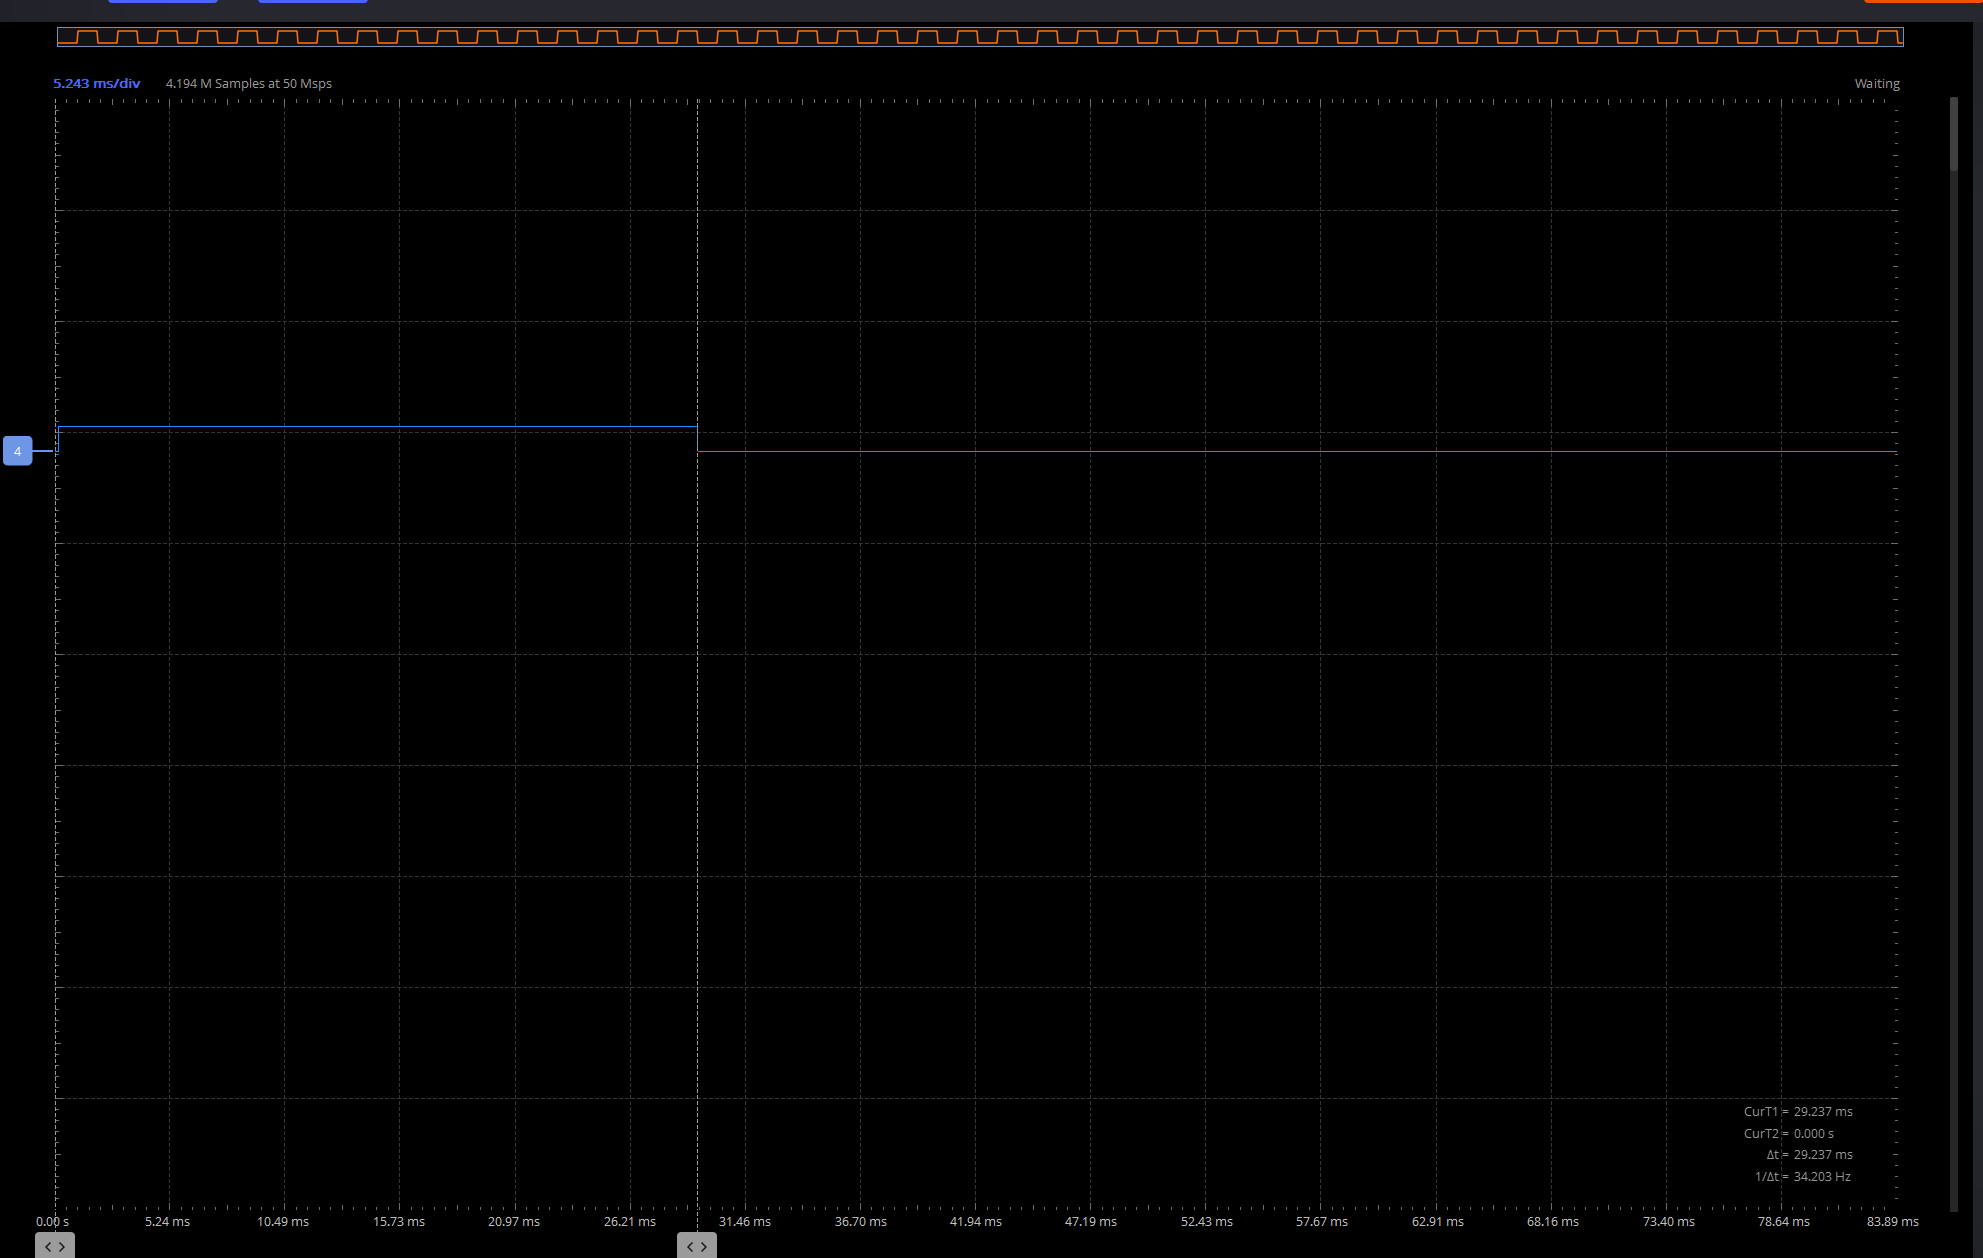 5.243 ms/div 4.194 M Samples at 50 Msps Waiting
4
CurT1 = 29.237 ms
CurT2 = 0.000 s
Δt = 29.237 ms
1/Δt = 34.203 Hz
0.00 s 5.24 ms 10.49 ms 15.73 ms 20.97 ms 26.21 ms 31.46 ms 36.70 ms 41.94 ms 47.19 ms 52.43 ms 57.67 ms 62.91 ms 68.16 ms 73.40 ms 78.64 ms 83.89 ms